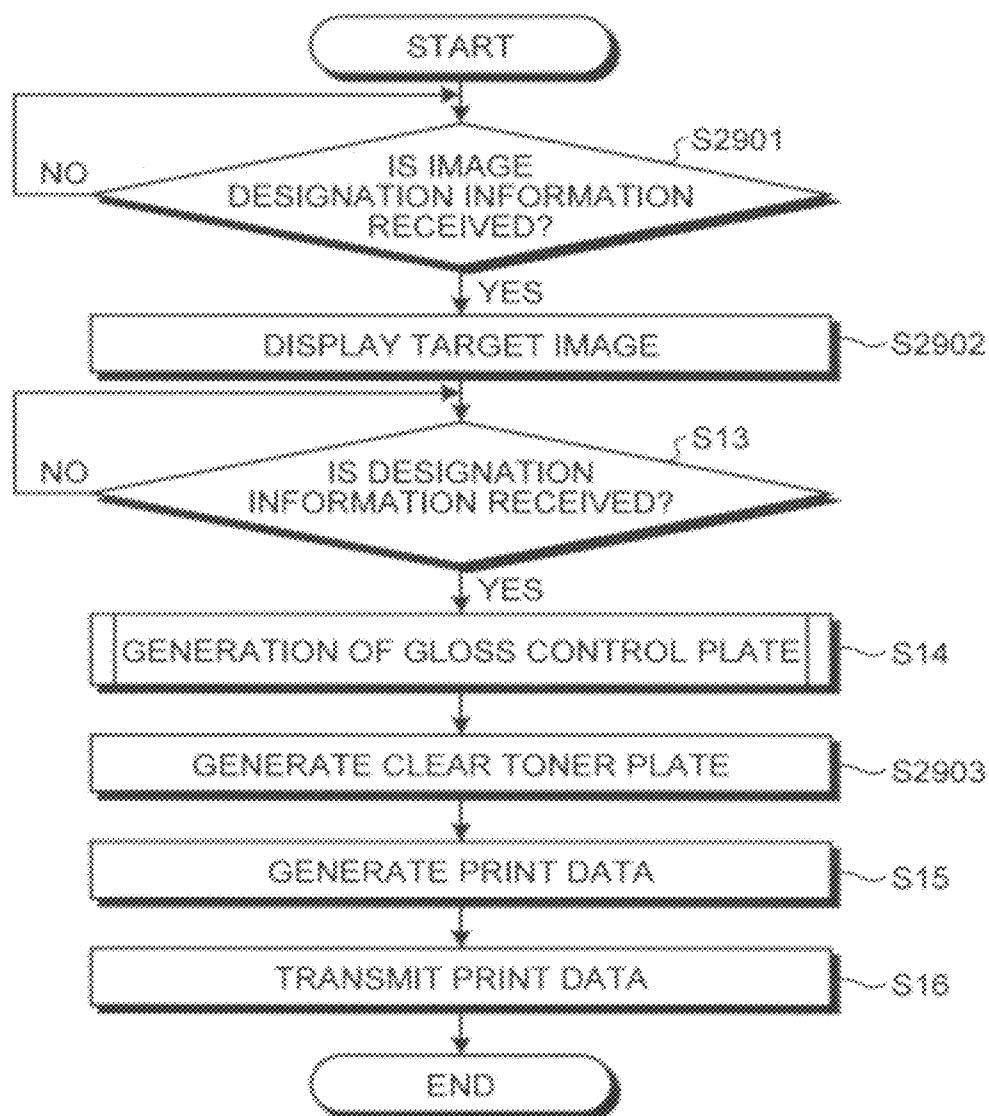 START
S2901
NO
IS IMAGE
DESIGNATION INFORMATION
RECEIVED?
YES
DISPLAY TARGET IMAGE
S2902
S13
NO
IS DESIGNATION
INFORMATION RECEIVED?
YES
GENERATION OF GLOSS CONTROL PLATE
S14
GENERATE CLEAR TONER PLATE
S2903
GENERATE PRINT DATA
S15
TRANSMIT PRINT DATA
S16
END